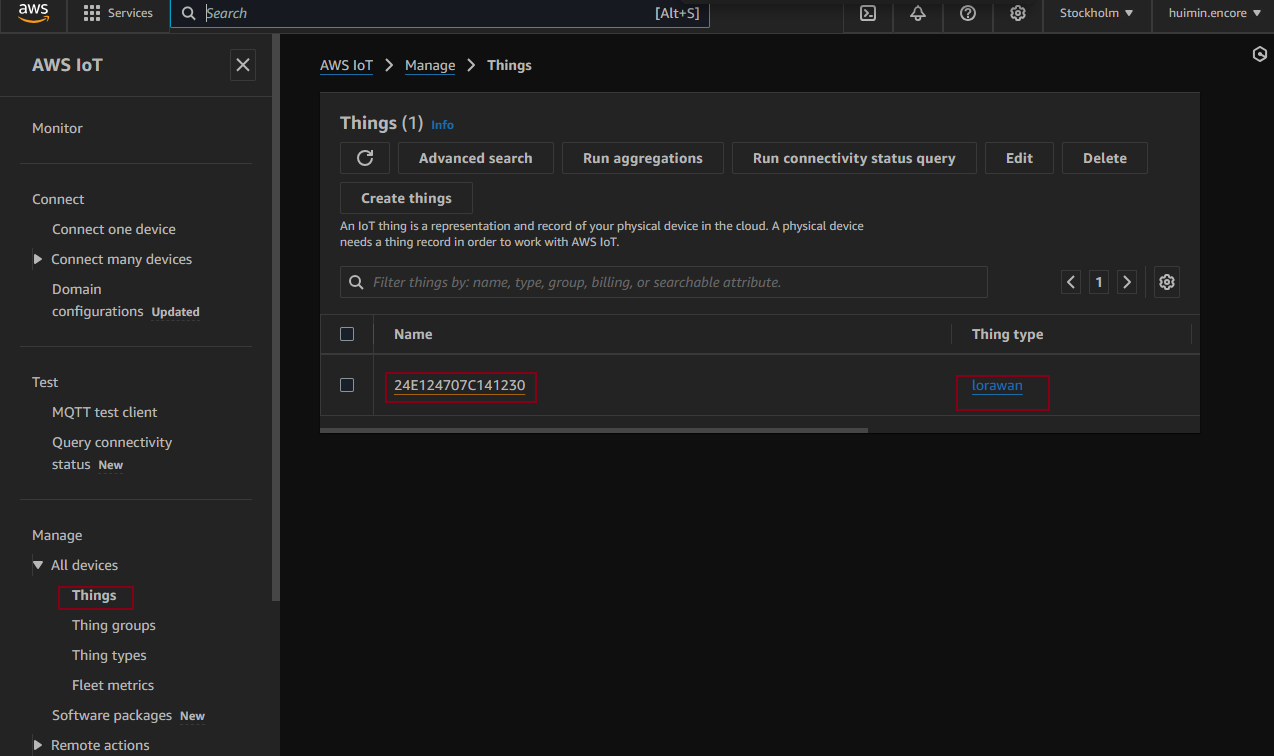 aws
Services
Search
[Alt+S]
Stockholm
huimin.encore
AWS IoT
Monitor
Connect
Connect one device
Connect many devices
Domain
configurations Updated
Test
MQTT test client
Query connectivity
status New
Manage
All devices
Things
Thing groups
Thing types
Fleet metrics
Software packages New
Remote actions
AWS IoT > Manage > Things
Things (1) Info
Advanced search
Run aggregations
Run connectivity status query
Edit
Delete
Create things
An IoT thing is a representation and record of your physical device in the cloud. A physical device
needs a thing record in order to work with AWS IoT.
Filter things by: name, type, group, billing, or searchable attribute.
1
Name
Thing type
24E124707C141230
lorawan